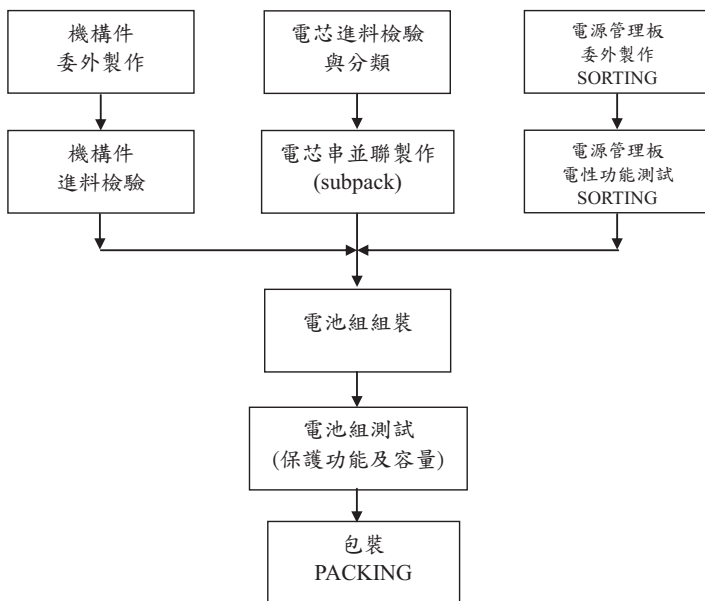 機構件
委外製作
電芯進料檢驗
與分類
電源管理板
委外製作
SORTING
機構件
進料檢驗
電芯串並聯製作
(subpack)
電源管理板
電性功能測試
SORTING
電池組組裝
電池組測試
(保護功能及容量)
包裝
PACKING